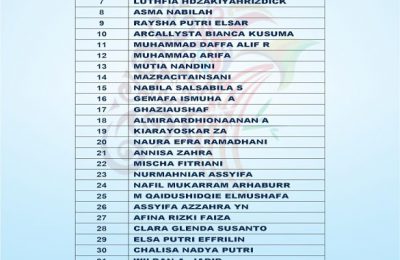 7 LUTHFIA HDZAKIYAHRIZDICK
8 ASMA NABILAH
9 RAYSHA PUTRI ELSAR
10 ARCALLYSTA BIANCA KUSUMA
11 MUHAMMAD DAFFA ALIF R
12 MUHAMMAD ARIFA
13 MUTIA NANDINI
14 MAZRACITAINSANI
15 NABILA SALSABILA S
16 GEMAFA ISMUHA A
17 GHAZIAUSHAF
18 ALMIRAARDHIONAANAN A
19 KIARAYOSKAR ZA
20 NAURA EFRA RAMADHANI
21 ANNISA ZAHRA
22 MISCHA FITRIANI
23 NURMAHNIAR ASSYIFA
24 NAFIL MUKARRAM ARHABURR
25 M QAIDUSHIDQIE ELMUSHAFA
26 ASSYIFA AZZAHRA YN
27 AFINA RIZKI FAIZA
28 CLARA GLENDA SUSANTO
29 ELSA PUTRI EFFRILIN
30 CHALISA NADYA PUTRI
31